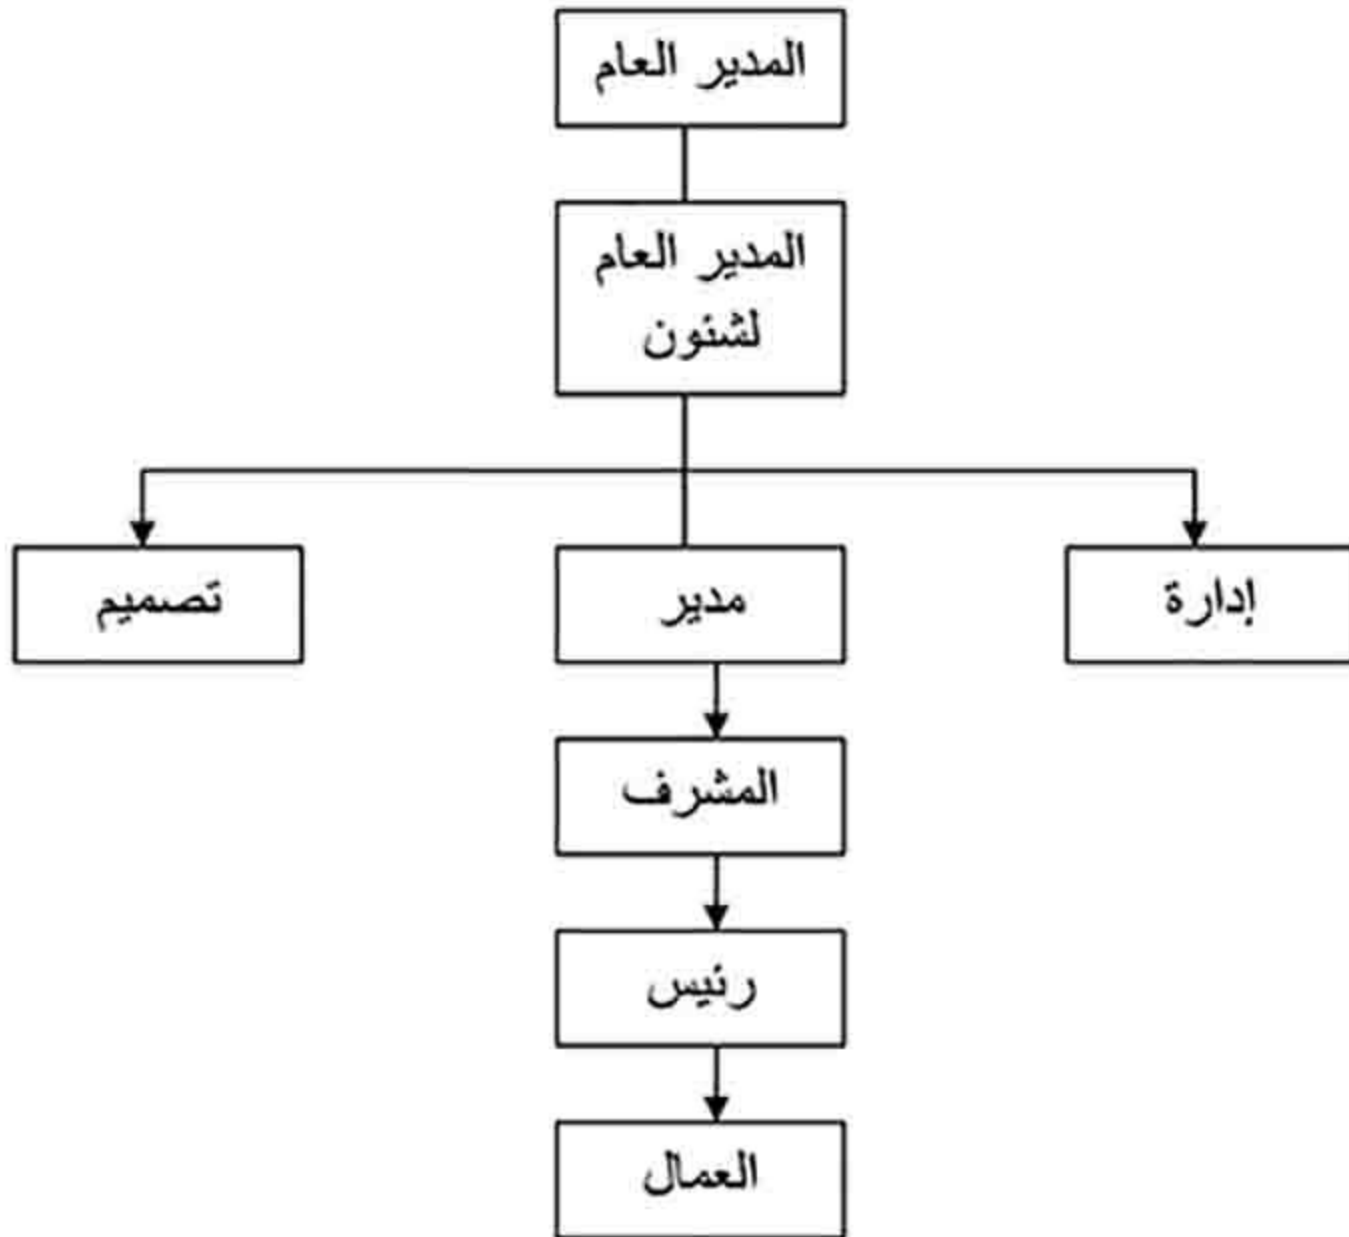 المدير العام
المدير العام
لشئون
إدارة
مدير
تصميم
المشرف
رئيس
العمال